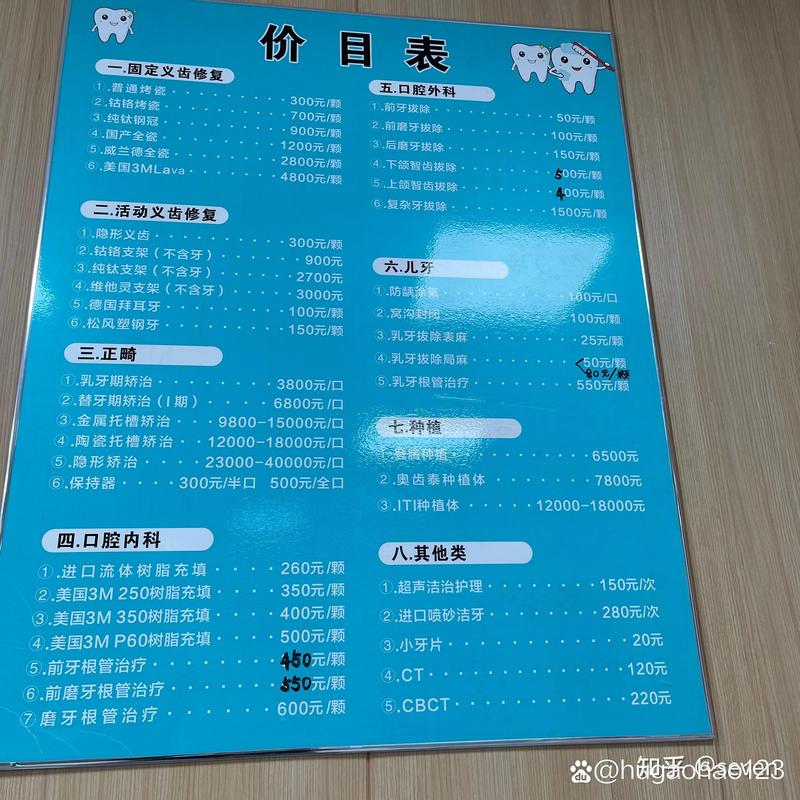 价目表
一.固定义齿修复
①.普通烤瓷 300元/颗
②.钴铬烤瓷 700元/颗
③.纯钛钢冠 900元/颗
④.国产全瓷 1200元/颗
⑤.威兰德全瓷 2800元/颗
⑥.美国3MLava 4800元/颗
二.活动义齿修复
①.隐形义齿 300元/颗
②.钴铬支架（不含牙） 900元
③.纯钛支架（不含牙） 2700元
④.维他灵支架（不含牙） 3000元
⑤.德国拜耳牙 100元/颗
⑥.松风塑钢牙 150元/颗
三.正畸
①.乳牙期矫治 3800元/口
②.替牙期矫治（I期） 6800元/口
③.金属托槽矫治 9800-15000元/口
④.陶瓷托槽矫治 12000-18000元/口
⑤.隐形矫治 23000-40000元/口
⑥.保持器 300元/半口 500元/全口
四.口腔内科
①.进口流体树脂充填 260元/颗
②.美国3M 250树脂充填 350元/颗
③.美国3M 350树脂充填 400元/颗
④.美国3M P60树脂充填 500元/颗
⑤.前牙根管治疗 450元/颗
⑥.前磨牙根管治疗 550元/颗
⑦磨牙根管治疗 600元/颗
五.口腔外科
①.前牙拔除 50元/颗
②.前磨牙拔除 100元/颗
③.后磨牙拔除 150元/颗
④.下颌智齿拔除 500元/颗
⑤.上颌智齿拔除 400元/颗
⑥.复杂牙拔除 1500元/颗
六.儿牙
①.防龋涂氟 100元/口
②.窝沟封闭 100元/颗
③.乳牙拔除表麻 25元/颗
④.乳牙拔除局麻 50元/颗
80元/颗
⑤.乳牙根管治疗 550元/颗
七.种植
①.登腾种植 6500元
②.奥齿泰种植体 7800元
③.ITI种植体 12000-18000元
八.其他类
①.超声洁治护理 150元/次
②.进口喷砂洁牙 280元/次
③.小牙片 20元
④.CT 120元
⑤.CBCT 220元